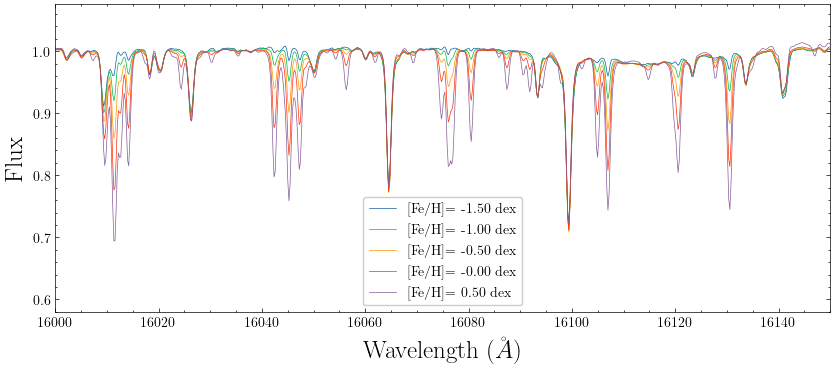 1.0
0.9
0.8
0.7
0.6
Flux
[Fe/H]= -1.50 dex
[Fe/H]= -1.00 dex
[Fe/H]= -0.50 dex
[Fe/H]= -0.00 dex
[Fe/H]= 0.50 dex
16000 16020 16040 16060 16080 16100 16120 16140
Wavelength (Å)